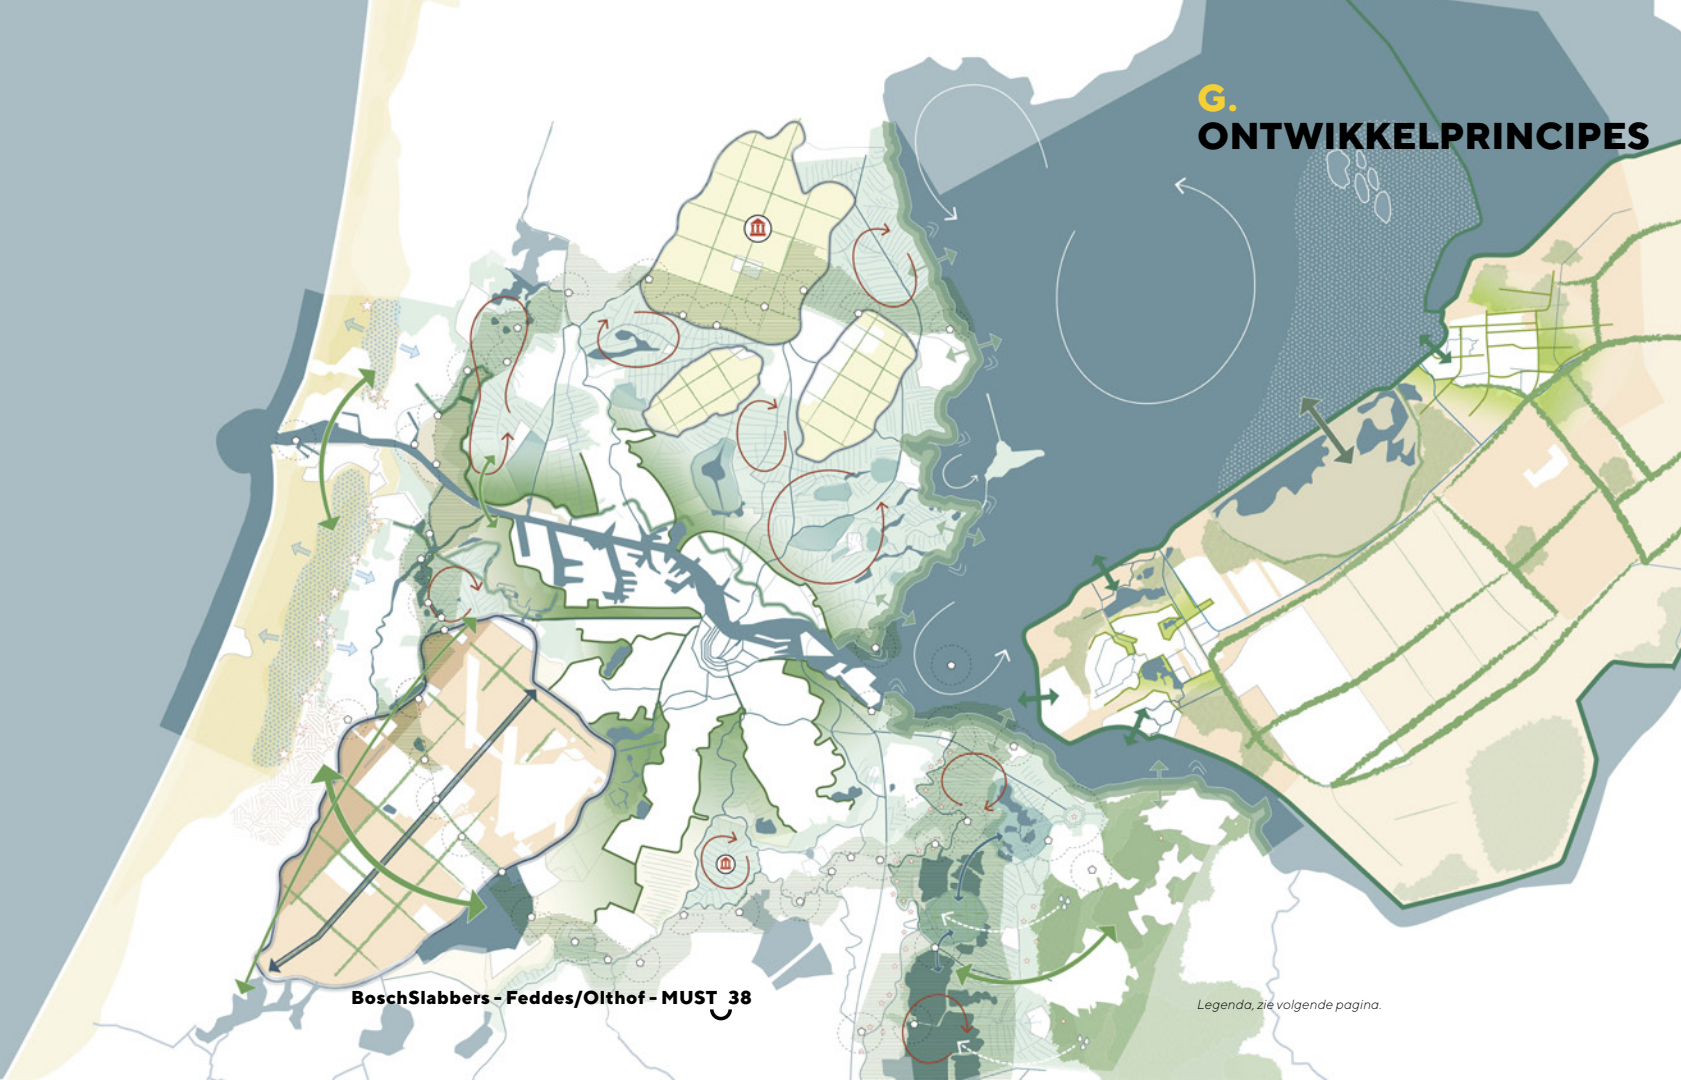 G.
ONTWIKKELPRINCIPES
BoschSlabbers - Feddes/Olthof - MUST 38
Legenda, zie volgende pagina.